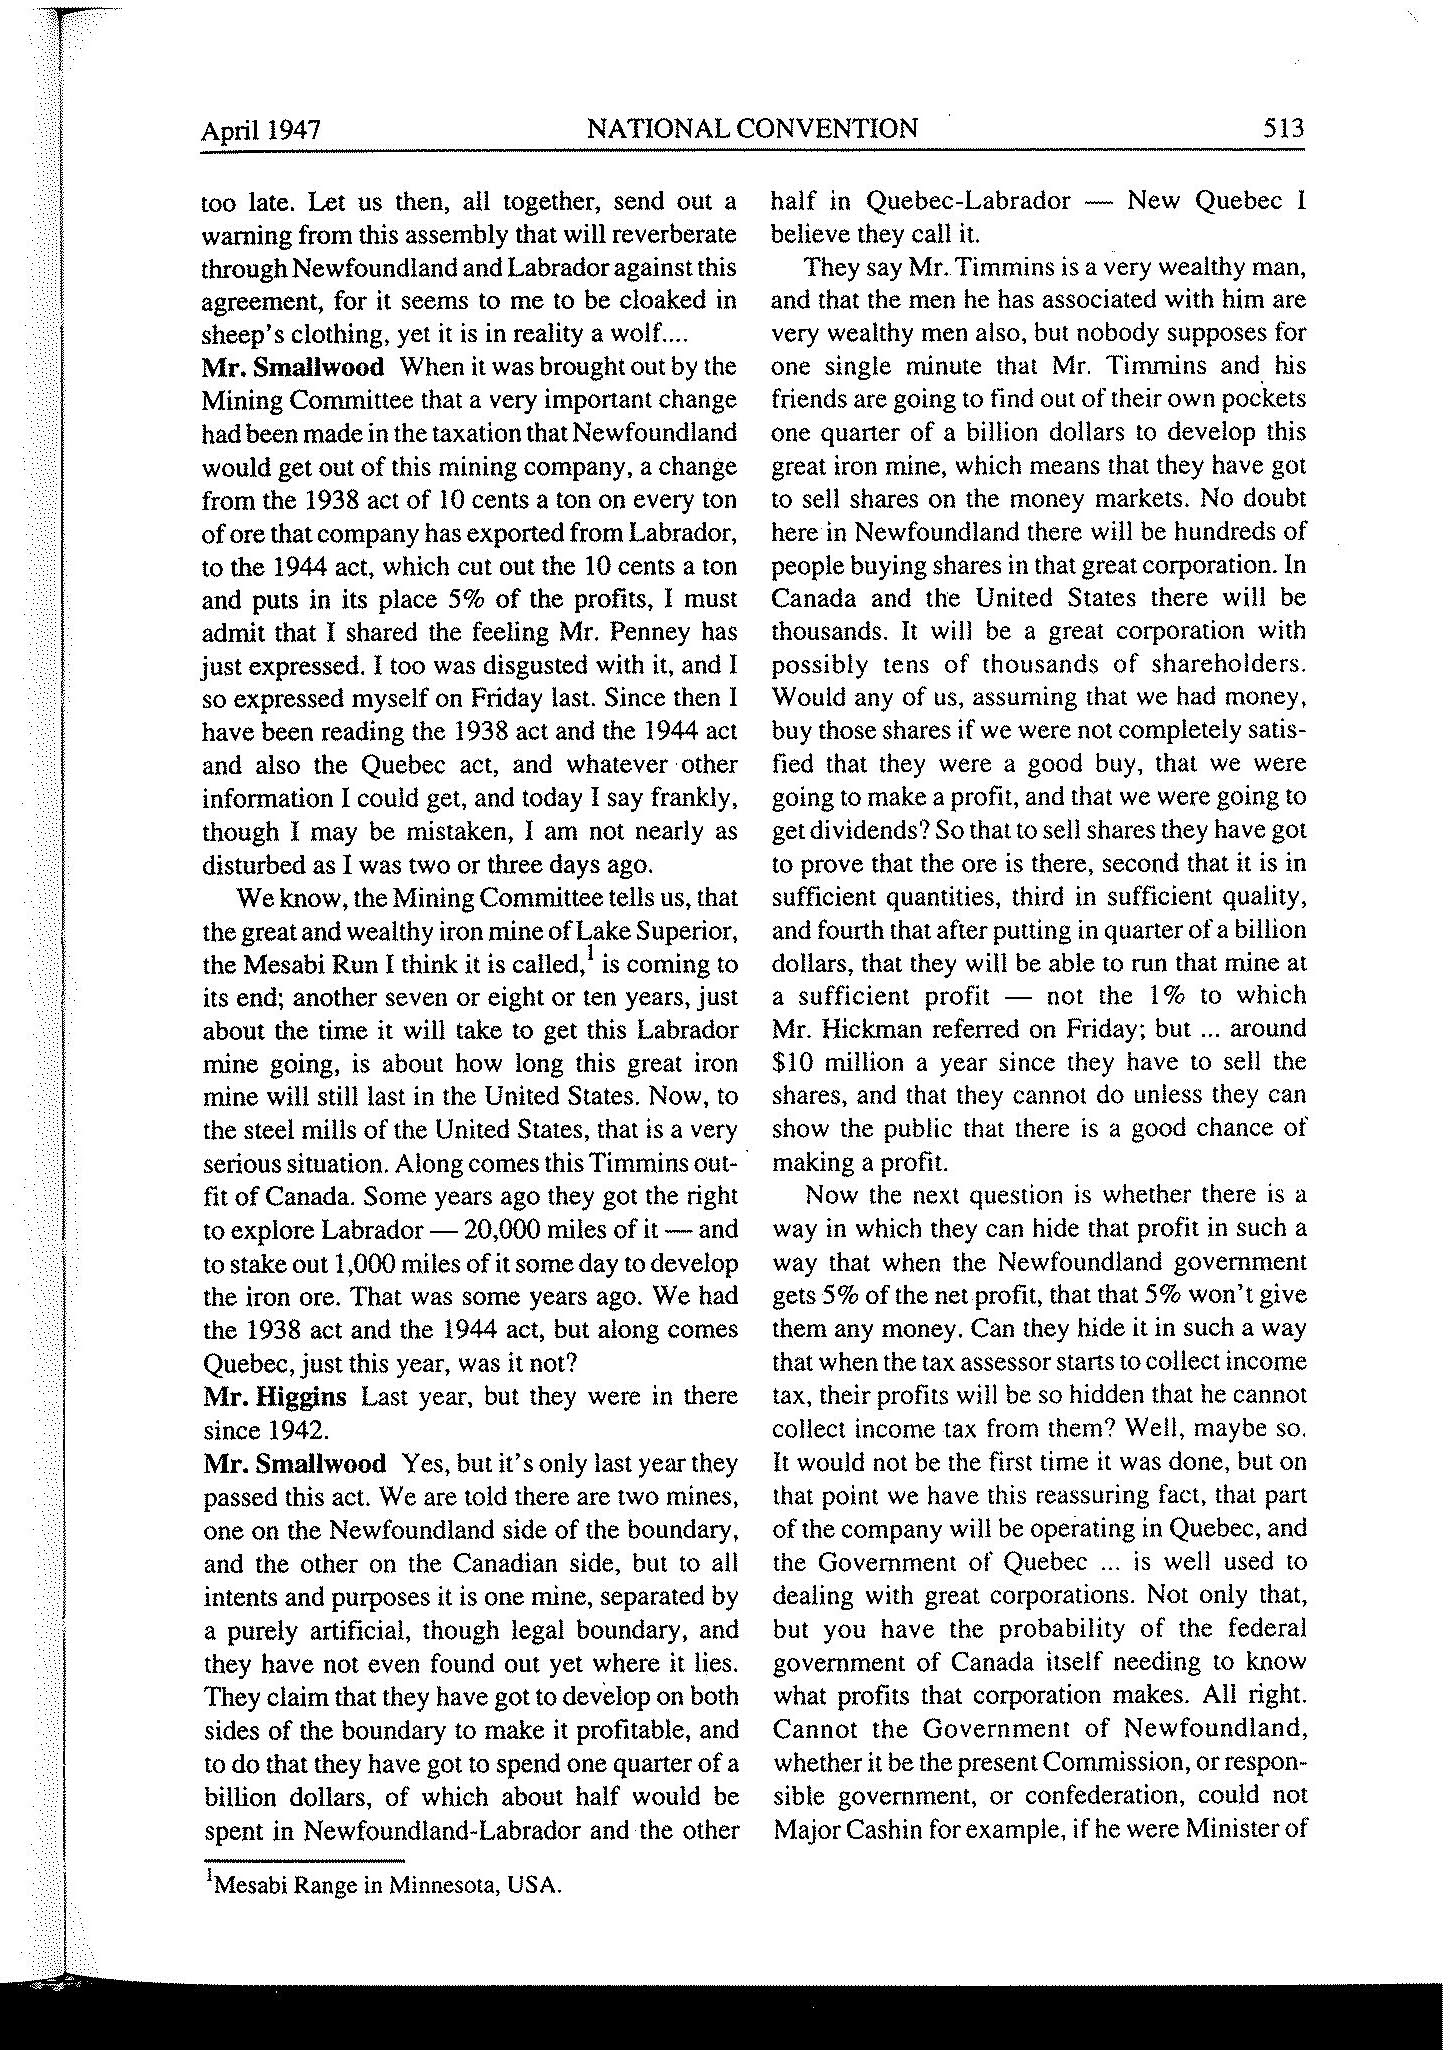 April 1947 NATIONAL CONVENTION 513
too late. Let us then, all together, send out a
warning from this assembly that will reverberate
through Newfoundland and Labrador against this
agreement, for it seems to me to be cloaked in
sheep's clothing, yet it is in reality a wolf....
Mr. Smallwood When it was brought out by the
Mining Committee that a very important change
had been made in the taxation that Newfoundland
would get out of this mining company, a change
from the 1938 act of 10 cents a ton on every ton
of ore that company has exported from Labrador,
to the 1944 act, which cut out the 10 cents a ton
and puts in its place 5% of the profits, I must
admit that I shared the feeling Mr. Penney has
just expressed. I too was disgusted with it, and I
so expressed myself on Friday last. Since then I
have been reading the 1938 act and the 1944 act
and also the Quebec act, and whatever other
information I could get, and today I say frankly,
though I may be mistaken, I am not nearly as
disturbed as I was two or three days ago.
We know, the Mining Committee tells us, that
the great and wealthy iron mine of Lake Superior,
the Mesabi Run I think it is called,¹ is coming to
its end; another seven or eight or ten years, just
about the time it will take to get this Labrador
mine going, is about how long this great iron
mine will still last in the United States. Now, to
the steel mills of the United States, that is a very
serious situation. Along comes this Timmins out-
fit of Canada. Some years ago they got the right
to explore Labrador — 20,000 miles of it — and
to stake out 1,000 miles of it some day to develop
the iron ore. That was some years ago. We had
the 1938 act and the 1944 act, but along comes
Quebec, just this year, was it not?
Mr. Higgins Last year, but they were in there
since 1942.
Mr. Smallwood Yes, but it's only last year they
passed this act. We are told there are two mines,
one on the Newfoundland side of the boundary,
and the other on the Canadian side, but to all
intents and purposes it is one mine, separated by
a purely artificial, though legal boundary, and
they have not even found out yet where it lies.
They claim that they have got to develop on both
sides of the boundary to make it profitable, and
to do that they have got to spend one quarter of a
billion dollars, of which about half would be
spent in Newfoundland-Labrador and the other
¹Mesabi Range in Minnesota, USA.
half in Quebec-Labrador — New Quebec I
believe they call it.
They say Mr. Timmins is a very wealthy man,
and that the men he has associated with him are
very wealthy men also, but nobody supposes for
one single minute that Mr. Timmins and his
friends are going to find out of their own pockets
one quarter of a billion dollars to develop this
great iron mine, which means that they have got
to sell shares on the money markets. No doubt
here in Newfoundland there will be hundreds of
people buying shares in that great corporation. In
Canada and the United States there will be
thousands. It will be a great corporation with
possibly tens of thousands of shareholders.
Would any of us, assuming that we had money,
buy those shares if we were not completely satis-
fied that they were a good buy, that we were
going to make a profit, and that we were going to
get dividends? So that to sell shares they have got
to prove that the ore is there, second that it is in
sufficient quantities, third in sufficient quality,
and fourth that after putting in quarter of a billion
dollars, that they will be able to run that mine at
a sufficient profit — not the 1% to which
Mr. Hickman referred on Friday; but ... around
$10 million a year since they have to sell the
shares, and that they cannot do unless they can
show the public that there is a good chance of
making a profit.
Now the next question is whether there is a
way in which they can hide that profit in such a
way that when the Newfoundland government
gets 5% of the net profit, that that 5% won't give
them any money. Can they hide it in such a way
that when the tax assessor starts to collect income
tax, their profits will be so hidden that he cannot
collect income tax from them? Well, maybe so.
It would not be the first time it was done, but on
that point we have this reassuring fact, that part
of the company will be operating in Quebec, and
the Government of Quebec ... is well used to
dealing with great corporations. Not only that,
but you have the probability of the federal
government of Canada itself needing to know
what profits that corporation makes. All right.
Cannot the Government of Newfoundland,
whether it be the present Commission, or respon-
sible government, or confederation, could not
Major Cashin for example, if he were Minister of